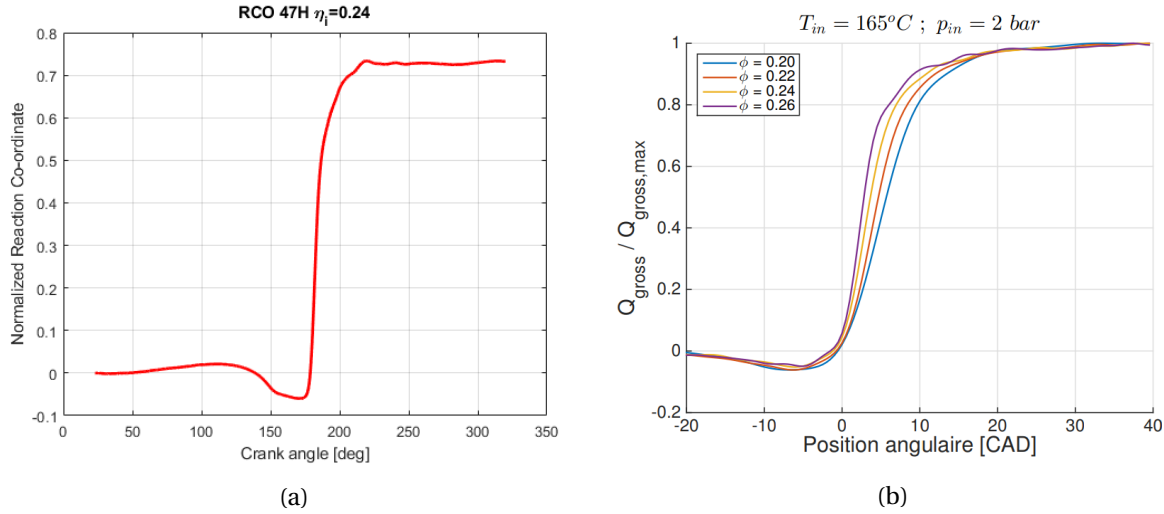 RCO 47H η_i=0.24
Normalized Reaction Co-ordinate
0.8
0.7
0.6
0.5
0.4
0.3
0.2
0.1
0
-0.1
0 50 100 150 200 250 300 350
Crank angle [deg]
(a)
T_in = 165°C ; p_in = 2 bar
ϕ = 0.20
ϕ = 0.22
ϕ = 0.24
ϕ = 0.26
Q_gross / Q_gross,max
1
0.8
0.6
0.4
0.2
0
-0.2
-20 -10 0 10 20 30 40
Position angulaire [CAD]
(b)